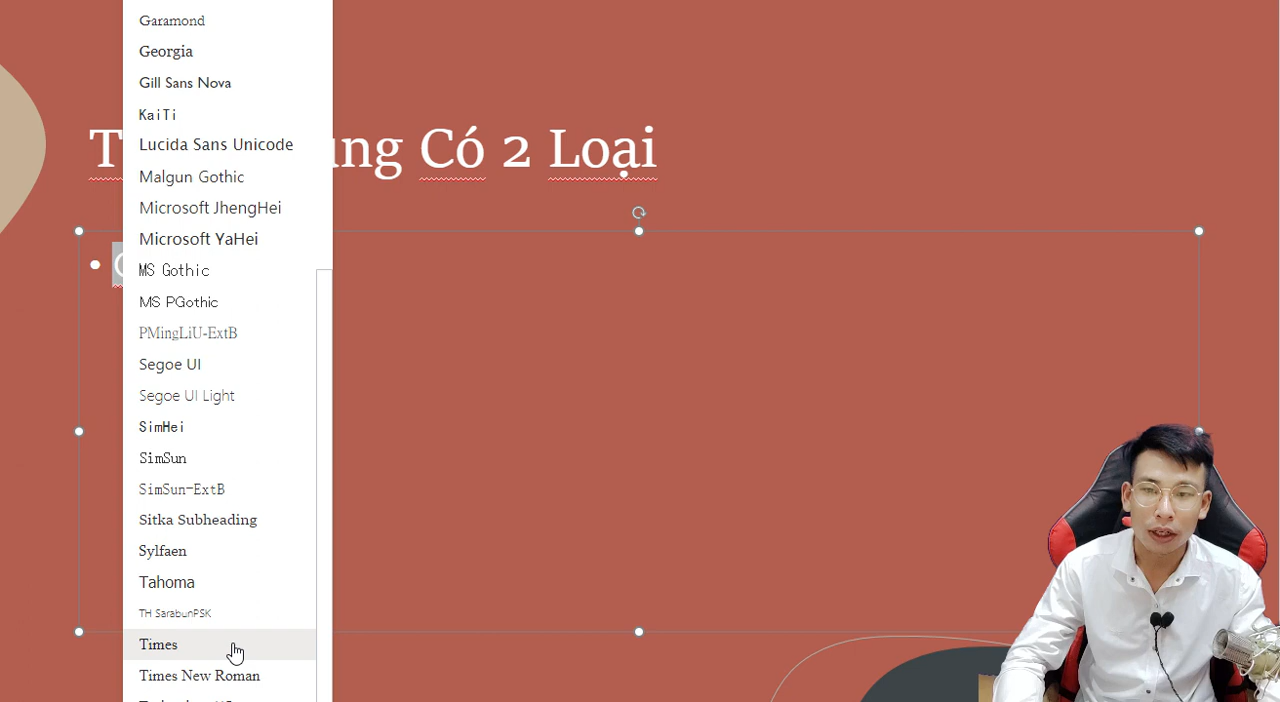 Garamond
Georgia
Gill Sans Nova
KaiTi
Có 2 Loại
Lucida Sans Unicode
Malgun Gothic
Microsoft JhengHei
Microsoft YaHei
MS Gothic
MS PGothic
PMingLiU-ExtB
Segoe UI
Segoe UI Light
SimHei
SimSun
SimSun-ExtB
Sitka Subheading
Sylfaen
Tahoma
TH SarabunPSK
Times
Times New Roman